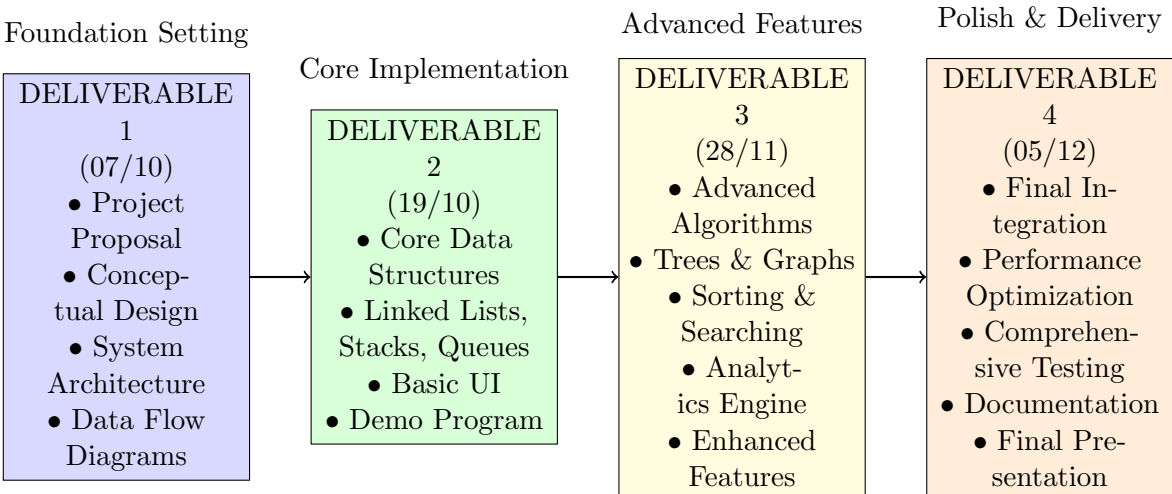 Foundation Setting
DELIVERABLE
1
(07/10)
• Project
Proposal
• Concep-
tual Design
• System
Architecture
• Data Flow
Diagrams
Core Implementation
DELIVERABLE
2
(19/10)
• Core Data
Structures
• Linked Lists,
Stacks, Queues
• Basic UI
• Demo Program
Advanced Features
DELIVERABLE
3
(28/11)
• Advanced
Algorithms
• Trees & Graphs
• Sorting &
Searching
• Analyt-
ics Engine
• Enhanced
Features
Polish & Delivery
DELIVERABLE
4
(05/12)
• Final In-
tegration
• Performance
Optimization
• Comprehen-
sive Testing
• Documentation
• Final Pre-
sentation